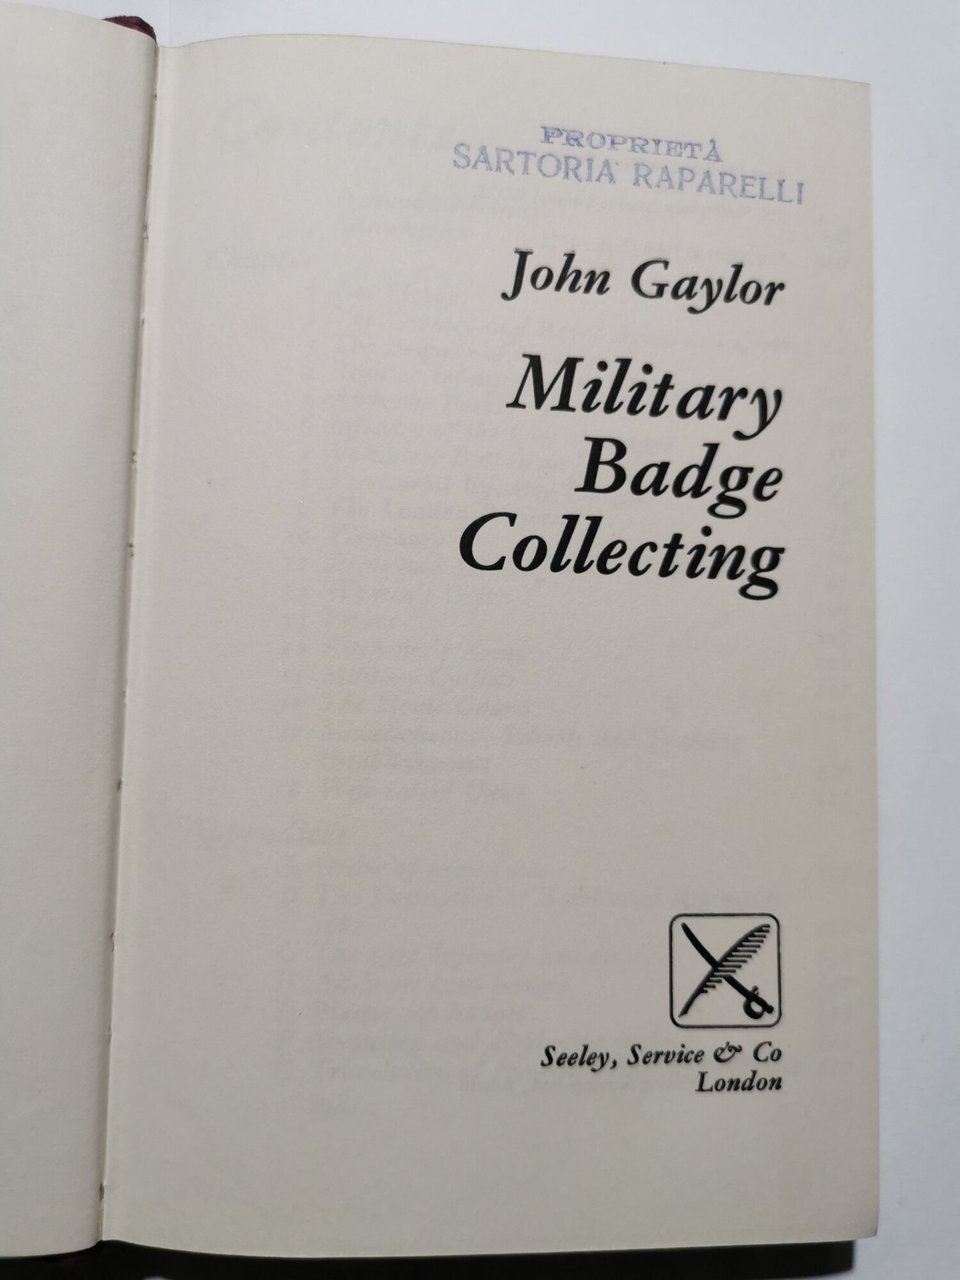 PROPRIETÀ
SARTORIA RAPARELLI
John Gaylor
Military
Badge
Collecting
Seeley, Service & Co
London